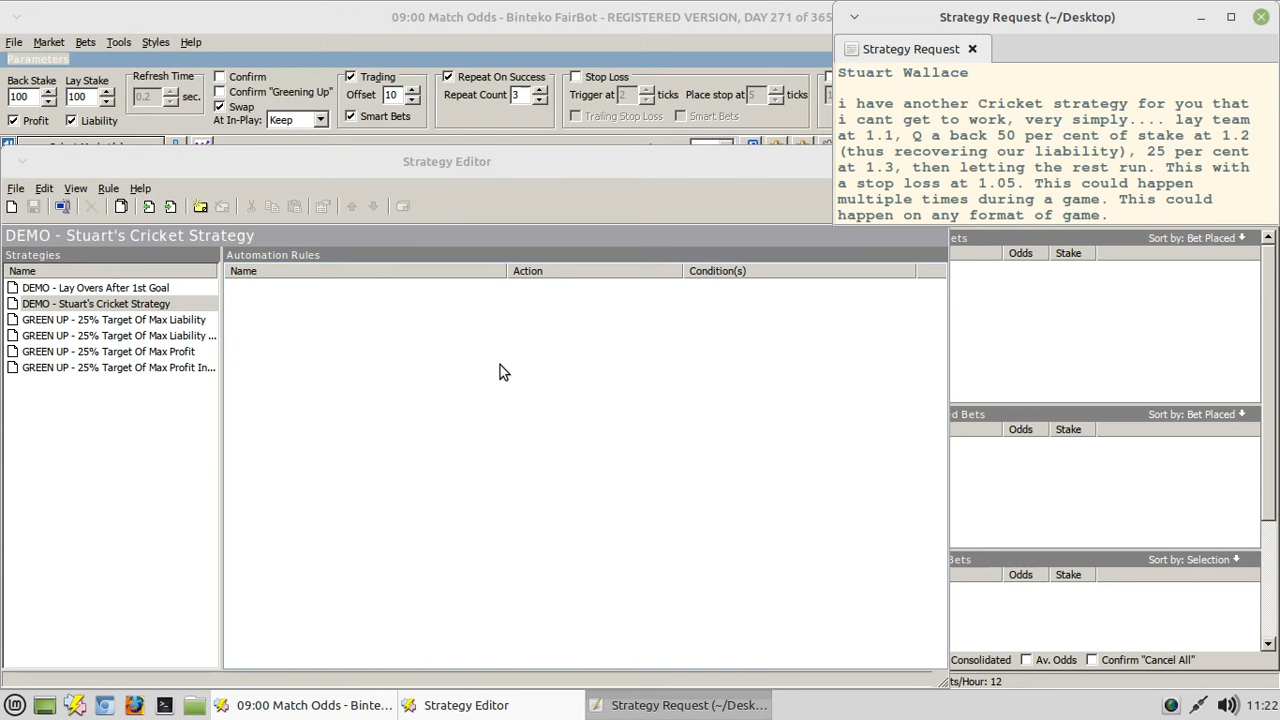 09:00 Match Odds - Binteko FairBot - REGISTERED VERSION, DAY 271 of 365
File Market Bets Tools Styles Help
Parameters
Back Stake Lay Stake Refresh Time Confirm Trading Repeat On Success Stop Loss
100 100 0.2 sec. Confirm "Greening Up" Offset 10 Repeat Count 3 Trigger at 2 ticks Place stop at 5 ticks
Swap
Profit Liability At In-Play: Keep Smart Bets Trailing Stop Loss Smart Bets
Strategy Request (~/Desktop)
Strategy Request
Stuart Wallace
i have another Cricket strategy for you that
i cant get to work, very simply.... lay team
at 1.1, Q a back 50 per cent of stake at 1.2
(thus recovering our liability), 25 per cent
at 1.3, then letting the rest run. This with
a stop loss at 1.05. This could happen
multiple times during a game. This could
happen on any format of game.
Strategy Editor
File Edit View Rule Help
DEMO - Stuart's Cricket Strategy
Strategies Automation Rules
Name Name Action Condition(s)
DEMO - Lay Overs After 1st Goal
DEMO - Stuart's Cricket Strategy
GREEN UP - 25% Target Of Max Liability
GREEN UP - 25% Target Of Max Liability ...
GREEN UP - 25% Target Of Max Profit
GREEN UP - 25% Target Of Max Profit In...
ets Sort by: Bet Placed
Odds Stake
d Bets Sort by: Bet Placed
Odds Stake
Bets Sort by: Selection
Odds Stake
Consolidated Av. Odds Confirm "Cancel All"
ts/Hour: 12
09:00 Match Odds - Binte... Strategy Editor Strategy Request (~/Desk... 11:22